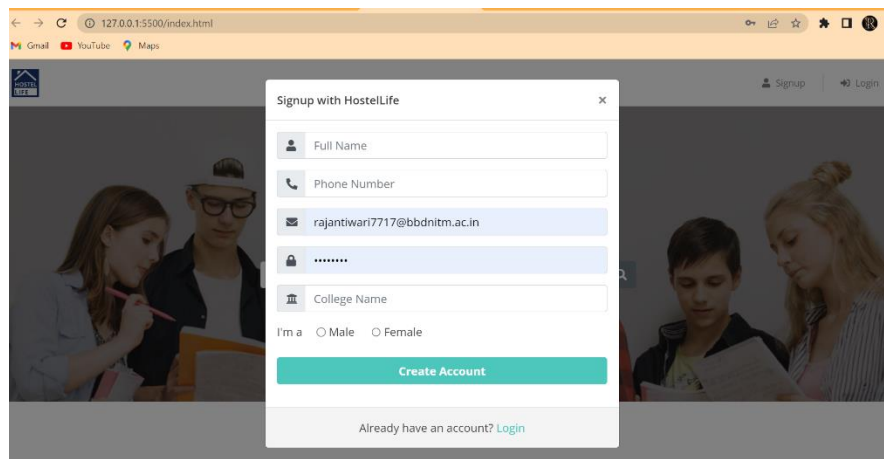 127.0.0.1:5500/index.html
Gmail YouTube Maps
HOSTEL
LIFE
Signup Login
Signup with HostelLife ×
Full Name
Phone Number
rajantiwari7717@bbdnitm.ac.in
••••••••
College Name
I'm a Male Female
Create Account
Already have an account? Login